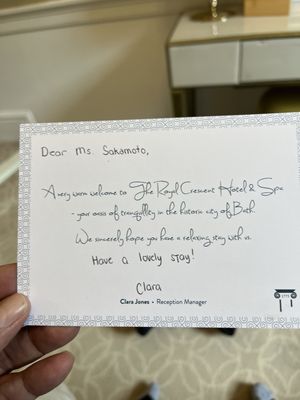 Dear Ms. Sakamoto,
A very warm welcome to The Royal Crescent Hotel & Spa
- your oasis of tranquillity in the historic city of Bath.
We sincerely hope you have a relaxing stay with us.
Have a lovely stay!
Clara
Clara Jones • Reception Manager